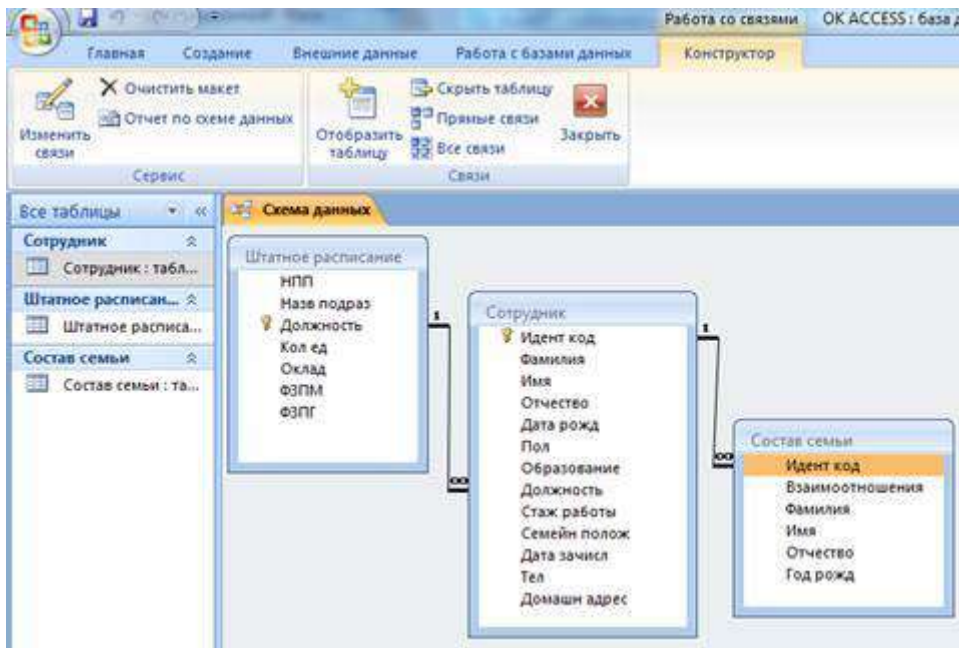 Работа со связями
OK ACCESS : база д
Главная
Создание
Внешние данные
Работа с базами данных
Конструктор
Изменить связи
Очистить макет
Отчет по схеме данных
Сервис
Отобразить таблицу
Скрыть таблицу
Прямые связи
Все связи
Закрыть
Связи
Все таблицы
Сотрудник
Сотрудник : табл...
Штатное расписан...
Штатное расписа...
Состав семьи
Состав семьи : та...
Схема данных
Штатное расписание
НПП
Назв подраз
Должность
Кол ед
Оклад
ФЗПМ
ФЗПГ
1
∞
Сотрудник
Идент код
Фамилия
Имя
Отчество
Дата рожд
Пол
Образование
Должность
Стаж работы
Семейн полож
Дата зачисл
Тел
Домашн адрес
1
∞
Состав семьи
Идент код
Взаимоотношения
Фамилия
Имя
Отчество
Год рожд